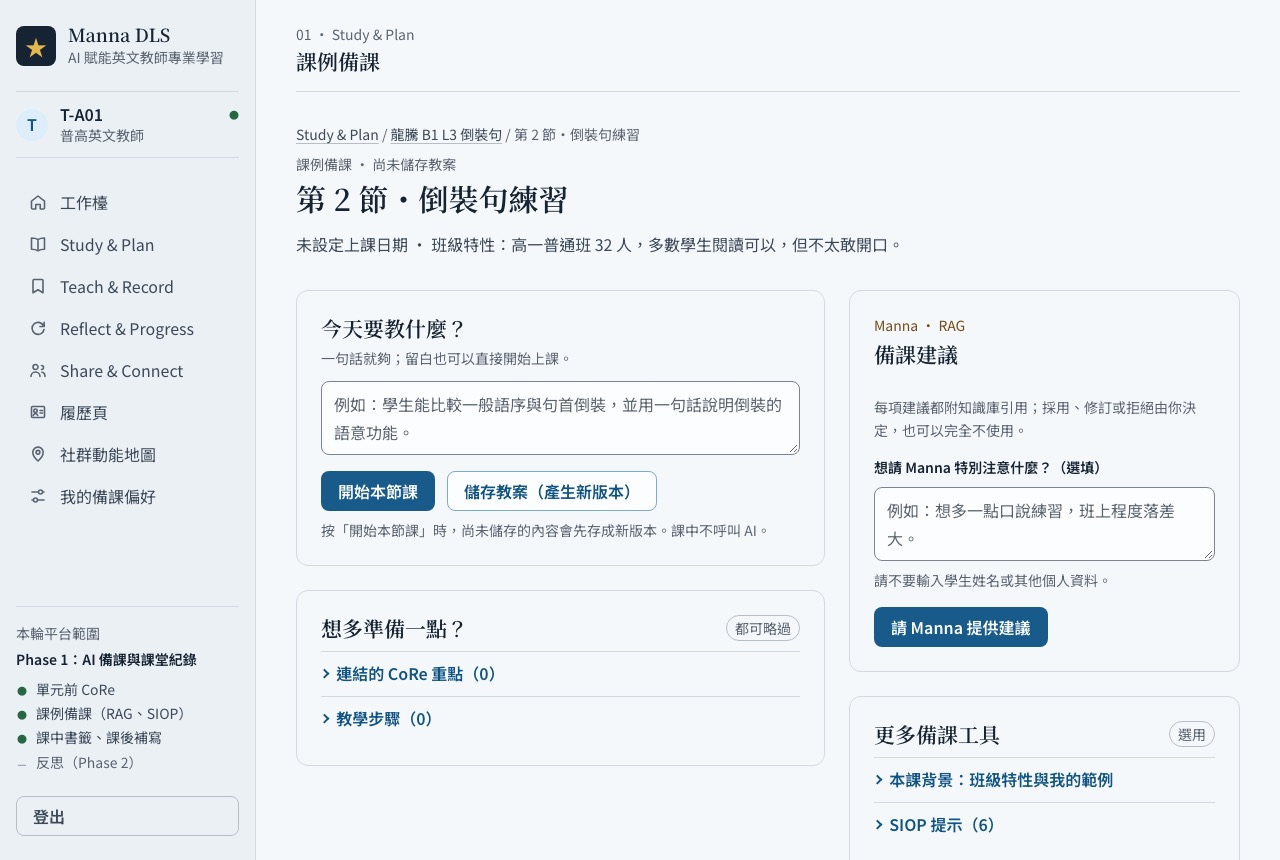 Manna DLS
AI 賦能英文教師專業學習
T
T-A01
普高英文教師
工作檯
Study & Plan
Teach & Record
Reflect & Progress
Share & Connect
履歷頁
社群動能地圖
我的備課偏好
本輪平台範圍
Phase 1：AI 備課與課堂紀錄
單元前 CoRe
課例備課（RAG、SIOP）
課中書籤、課後補寫
– 反思（Phase 2）
登出
01 · Study & Plan
課例備課
Study & Plan / 龍騰 B1 L3 倒裝句 / 第 2 節・倒裝句練習
課例備課 · 尚未儲存教案
第 2 節・倒裝句練習
未設定上課日期 · 班級特性：高一普通班 32 人，多數學生閱讀可以，但不太敢開口。
今天要教什麼？
一句話就夠；留白也可以直接開始上課。
例如：學生能比較一般語序與句首倒裝，並用一句話說明倒裝的
語意功能。
開始本節課
儲存教案（產生新版本）
按「開始本節課」時，尚未儲存的內容會先存成新版本。課中不呼叫 AI。
想多準備一點？
都可略過
連結的 CoRe 重點（0）
教學步驟（0）
Manna · RAG
備課建議
每項建議都附知識庫引用；採用、修訂或拒絕由你決
定，也可以完全不使用。
想請 Manna 特別注意什麼？（選填）
例如：想多一點口說練習，班上程度落差
大。
請不要輸入學生姓名或其他個人資料。
請 Manna 提供建議
更多備課工具
選用
本課背景：班級特性與我的範例
SIOP 提示（6）